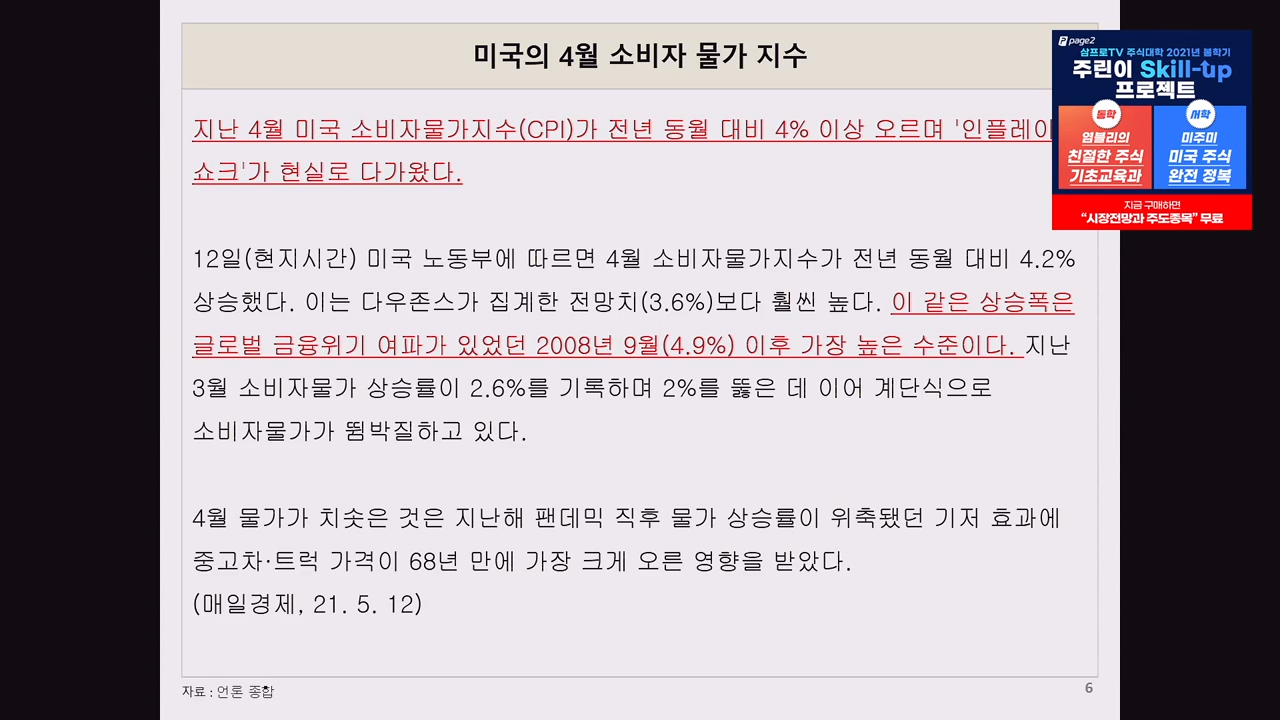 미국의 4월 소비자 물가 지수
지난 4월 미국 소비자물가지수(CPI)가 전년 동월 대비 4% 이상 오르며 '인플레이
쇼크'가 현실로 다가왔다.
12일(현지시간) 미국 노동부에 따르면 4월 소비자물가지수가 전년 동월 대비 4.2%
상승했다. 이는 다우존스가 집계한 전망치(3.6%)보다 훨씬 높다. 이 같은 상승폭은
글로벌 금융위기 여파가 있었던 2008년 9월(4.9%) 이후 가장 높은 수준이다. 지난
3월 소비자물가 상승률이 2.6%를 기록하며 2%를 뚫은 데 이어 계단식으로
소비자물가가 뜀박질하고 있다.
4월 물가가 치솟은 것은 지난해 팬데믹 직후 물가 상승률이 위축됐던 기저 효과에
중고차·트럭 가격이 68년 만에 가장 크게 오른 영향을 받았다.
(매일경제, 21. 5. 12)
자료 : 언론 종합
6
page2
삼프로TV 주식대학 2021년 봄학기
주린이 Skill-up
프로젝트
동학
염블리의
친절한 주식
기초교육과
서학
미주미
미국 주식
완전 정복
지금 구매하면
“시장전망과 주도종목” 무료